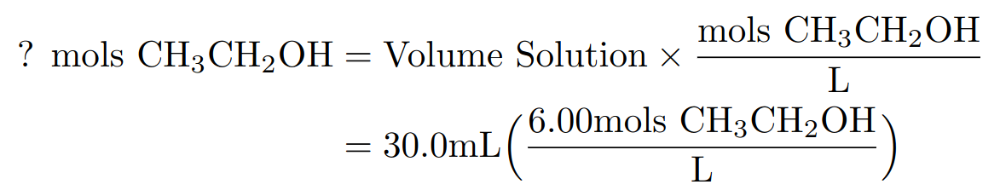 ? mols CH₃CH₂OH = Volume Solution × mols CH₃CH₂OH / L
= 30.0mL(6.00mols CH₃CH₂OH / L)